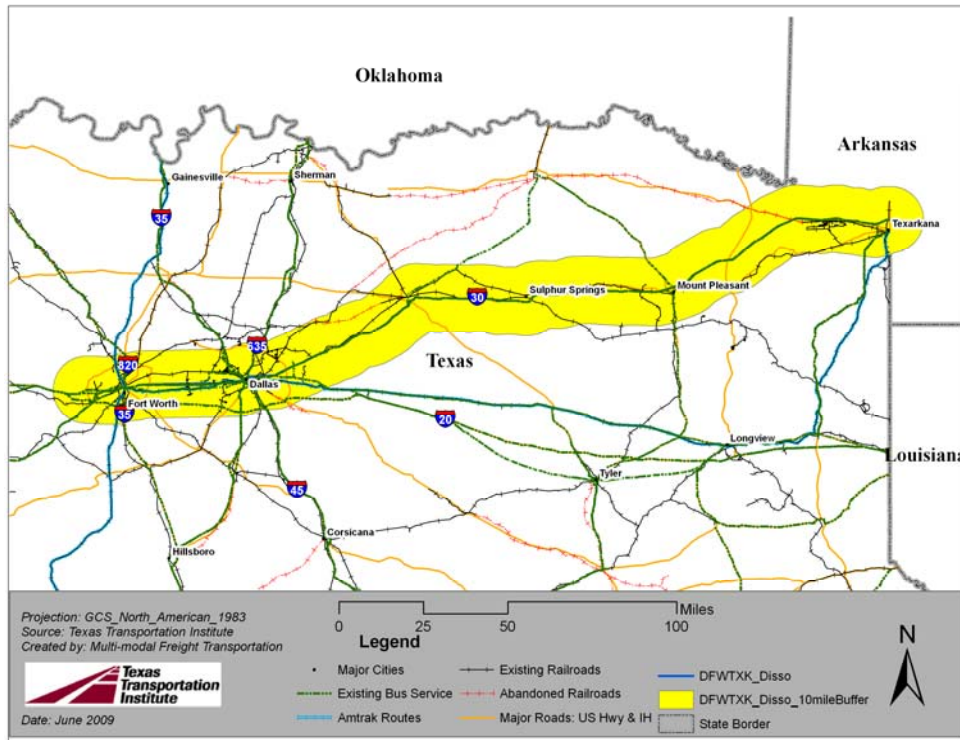 Oklahoma
Arkansas
Gainesville
Sherman
35
Texarkana
Mount Pleasant
Sulphur Springs
30
635
Texas
820
Dallas
Fort Worth
35
20
Longview
Louisiana
Tyler
45
Corsicana
Hillsboro
Projection: GCS_North_American_1983
Source: Texas Transportation Institute
Created by: Multi-modal Freight Transportation
Texas
Transportation
Institute
Date: June 2009
Miles
0 25 50 100
Legend
Major Cities
Existing Bus Service
Amtrak Routes
Existing Railroads
Abandoned Railroads
Major Roads: US Hwy & IH
DFWTXK_Disso
DFWTXK_Disso_10mileBuffer
State Border
N